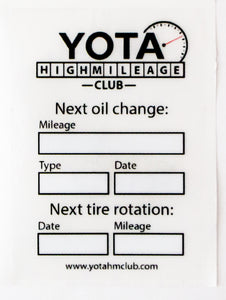 YOTA
HIGHMILEAGE
CLUB
Next oil change:
Mileage
Type Date
Next tire rotation:
Date Mileage
www.yotahmclub.com